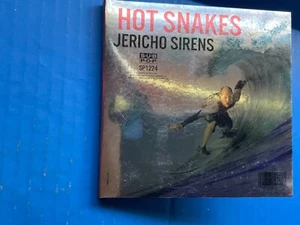 HOT SNAKES
JERICHO SIRENS
SUB
POP
SP1224